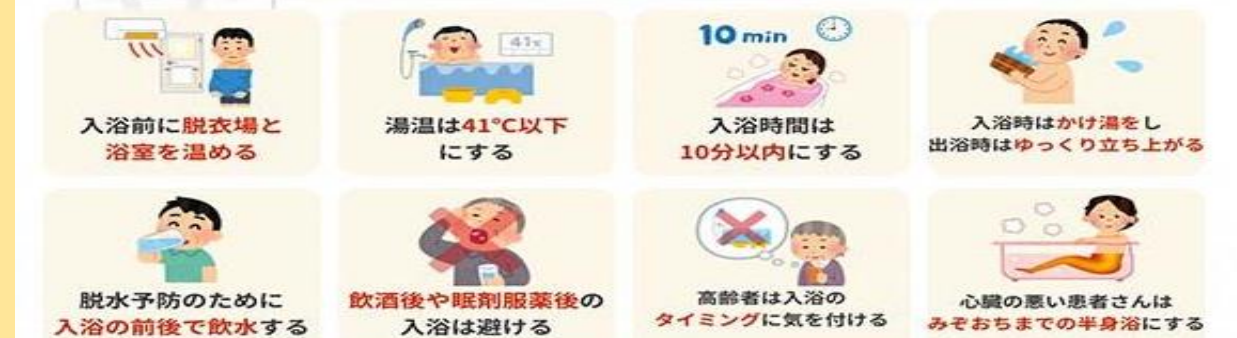 10 min
41℃
入浴前に脱衣場と
浴室を温める
湯温は41℃以下
にする
入浴時間は
10分以内にする
入浴時はかけ湯をし
出浴時はゆっくり立ち上がる
脱水予防のために
入浴の前後で飲水する
飲酒後や眠剤服薬後の
入浴は避ける
高齢者は入浴の
タイミングに気を付ける
心臓の悪い患者さんは
みぞおちまでの半身浴にする